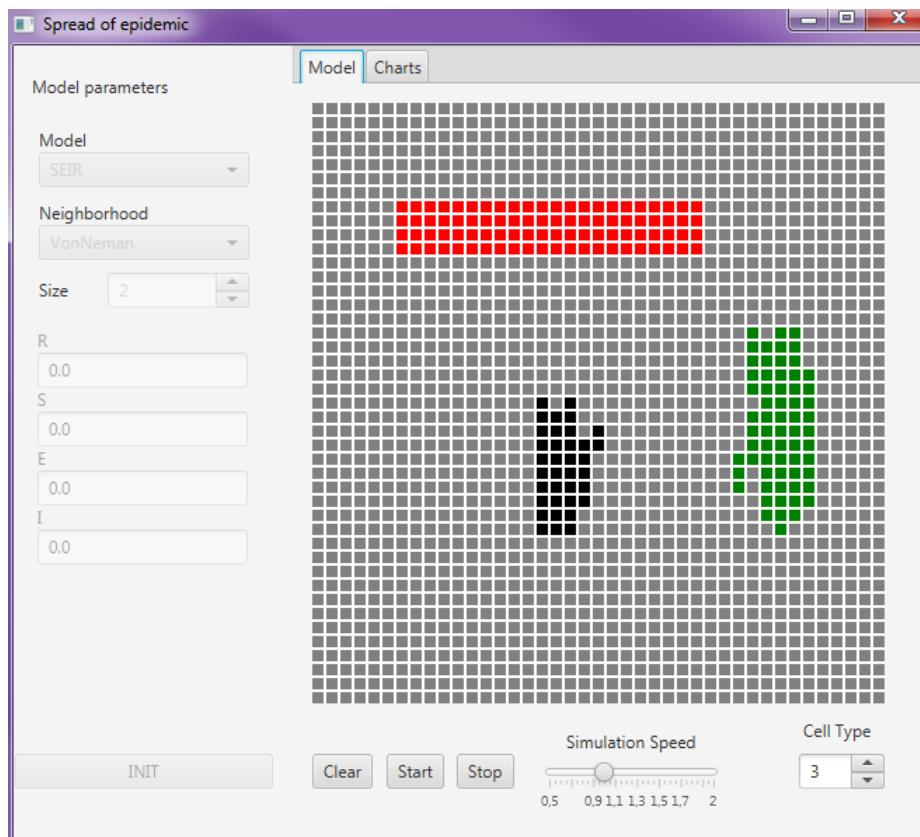 Spread of epidemic
Model parameters
Model Charts
Model
SEIR
Neighborhood
VonNeman
Size 2
R
0.0
S
0.0
E
0.0
I
0.0
INIT
Clear Start Stop
Simulation Speed
0,5 0,9 1,1 1,3 1,5 1,7 2
Cell Type
3